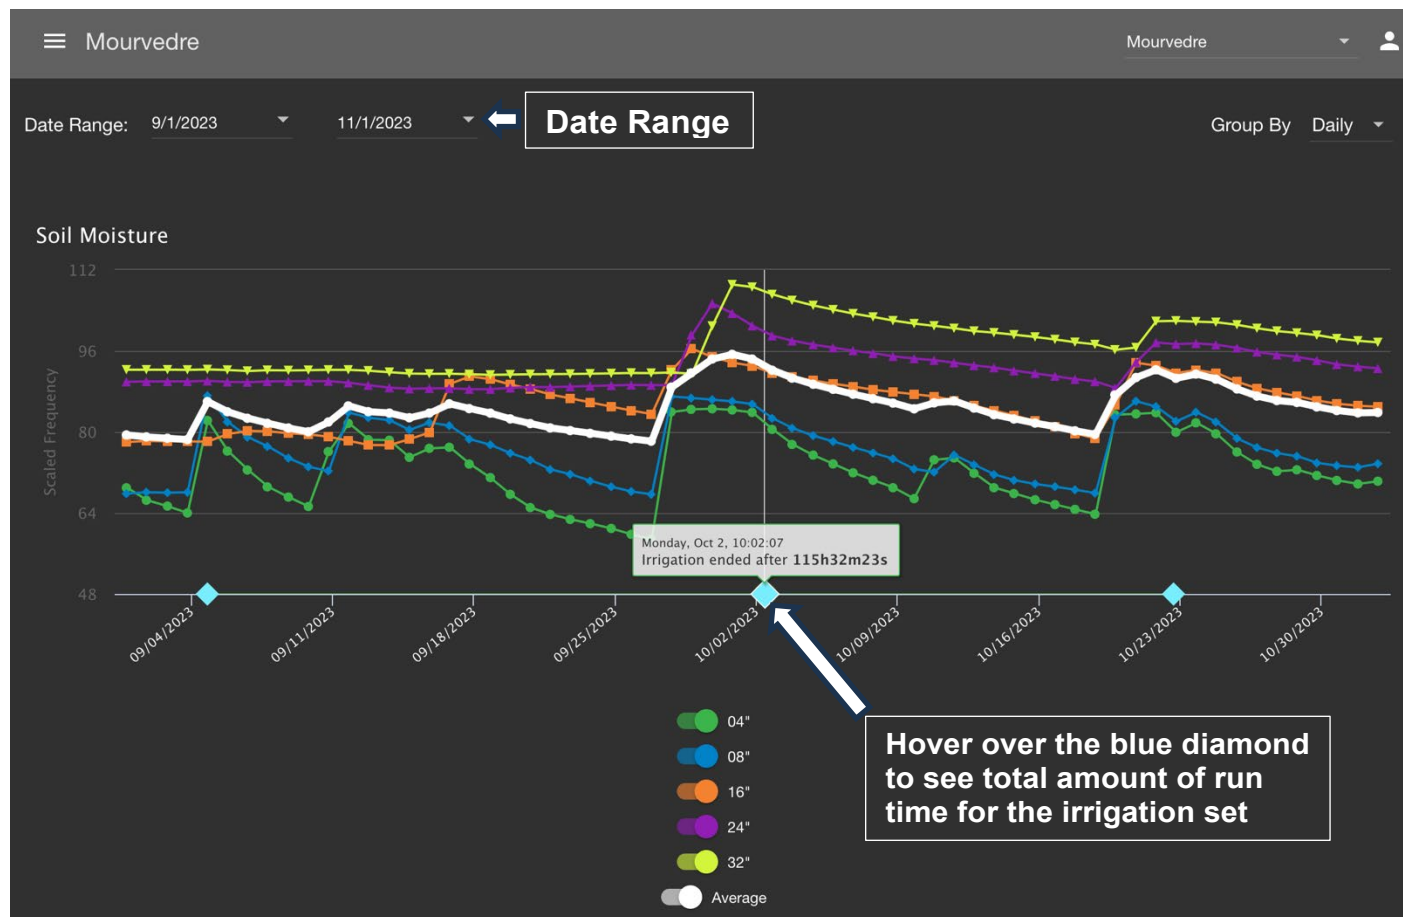 Mourvedre
Mourvedre
Date Range:
9/1/2023
11/1/2023
Date Range
Group By
Daily
Soil Moisture
Scaled Frequency
112
96
80
64
48
Monday, Oct 2, 10:02:07
Irrigation ended after 115h32m23s
09/04/2023
09/11/2023
09/18/2023
09/25/2023
10/02/2023
10/09/2023
10/16/2023
10/23/2023
10/30/2023
04"
08"
16"
24"
32"
Average
Hover over the blue diamond
to see total amount of run
time for the irrigation set